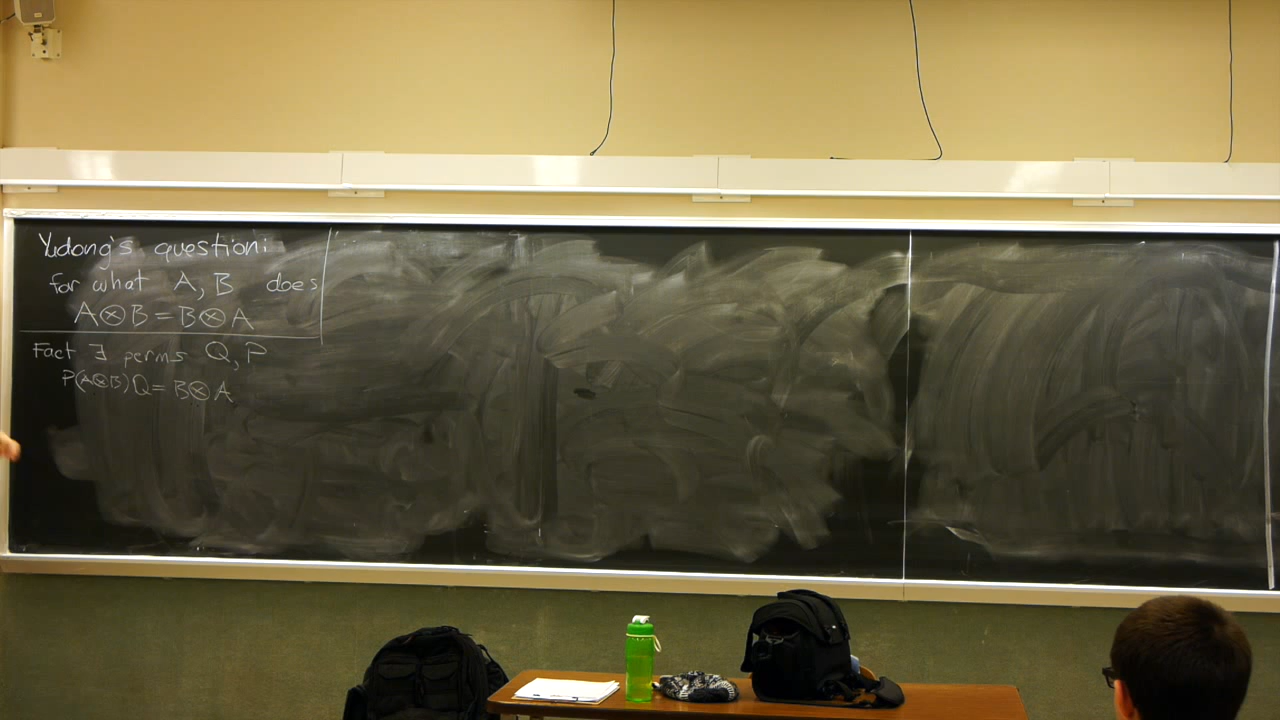 Yudong's question:
for what A, B does
A⊗B = B⊗A
Fact ∃ perms Q, P
P(A⊗B)Q = B⊗A